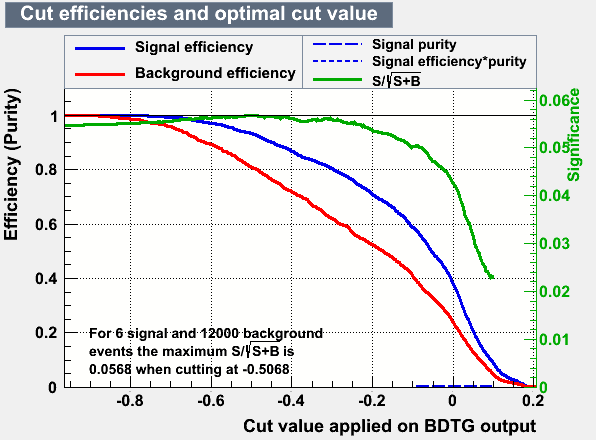 Cut efficiencies and optimal cut value
Signal efficiency
Background efficiency
Signal purity
Signal efficiency*purity
S/√S+B
Efficiency (Purity)
1
0.8
0.6
0.4
0.2
0
0.06
0.05
0.04
0.03
0.02
0.01
0
Significance
For 6 signal and 12000 background
events the maximum S/√S+B is
0.0568 when cutting at -0.5068
-0.8 -0.6 -0.4 -0.2 0 0.2
Cut value applied on BDTG output